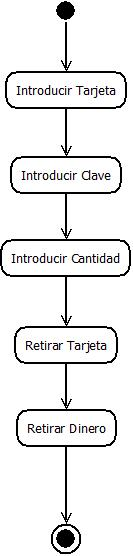 Introducir Tarjeta
Introducir Clave
Introducir Cantidad
Retirar Tarjeta
Retirar Dinero